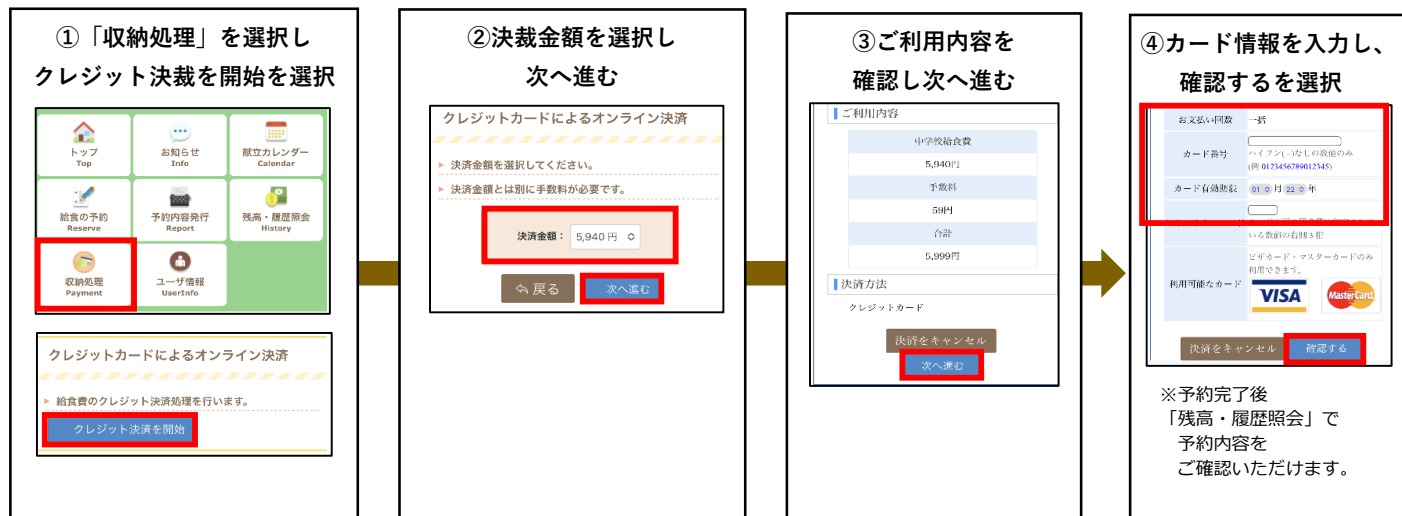 ①「収納処理」を選択し
クレジット決裁を開始を選択
トップ
Top
お知らせ
Info
献立カレンダー
Calendar
給食の予約
Reserve
予約内容発行
Report
残高・履歴照会
History
収納処理
Payment
ユーザ情報
UserInfo
クレジットカードによるオンライン決済
給食費のクレジット決済処理を行います。
クレジット決済を開始
②決裁金額を選択し
次へ進む
クレジットカードによるオンライン決済
決済金額を選択してください。
決済金額とは別に手数料が必要です。
決済金額： 5,940 円
戻る
次へ進む
③ご利用内容を
確認し次へ進む
ご利用内容
中学校給食費
5,940円
手数料
59円
合計
5,999円
決済方法
クレジットカード
決済をキャンセル
次へ進む
④カード情報を入力し、
確認するを選択
お支払い回数 一括
カード番号
ハイフン(-)なしの数値のみ
(例 0123456789012345)
カード有効期限 01 月 22 年
いる数値の右側3桁
利用可能なカード
ビザカード・マスターカードのみ
利用できます。
VISA
MasterCard
決済をキャンセル
確認する
※予約完了後
「残高・履歴照会」で
予約内容を
ご確認いただけます。